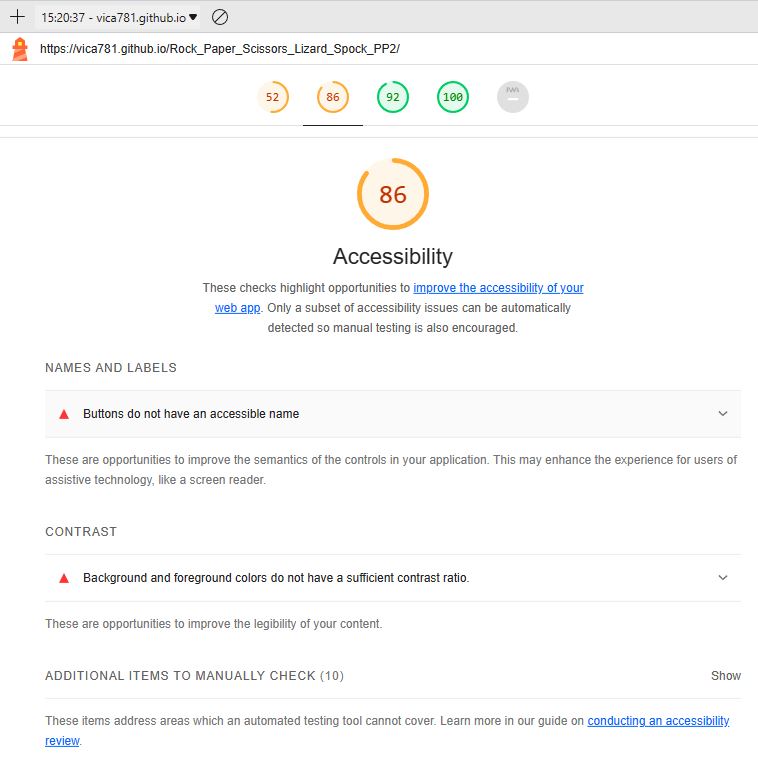 15:20:37 - vica781.github.io
https://vica781.github.io/Rock_Paper_Scissors_Lizard_Spock_PP2/
52 86 92 100
86
Accessibility
These checks highlight opportunities to improve the accessibility of your
web app. Only a subset of accessibility issues can be automatically
detected so manual testing is also encouraged.
NAMES AND LABELS
Buttons do not have an accessible name
These are opportunities to improve the semantics of the controls in your application. This may enhance the experience for users of
assistive technology, like a screen reader.
CONTRAST
Background and foreground colors do not have a sufficient contrast ratio.
These are opportunities to improve the legibility of your content.
ADDITIONAL ITEMS TO MANUALLY CHECK (10) Show
These items address areas which an automated testing tool cannot cover. Learn more in our guide on conducting an accessibility
review.